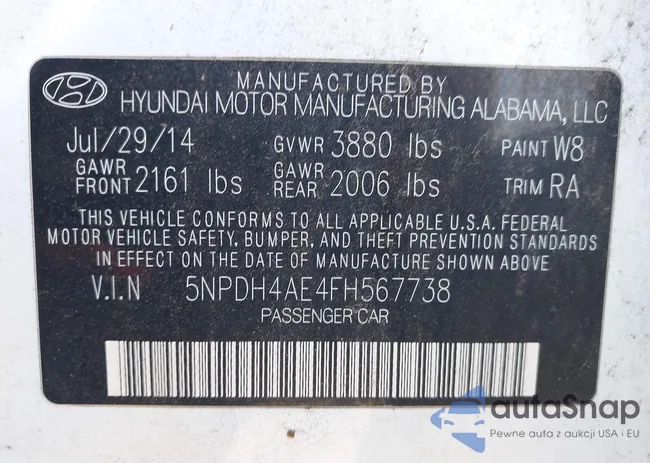 MANUFACTURED BY
HYUNDAI MOTOR MANUFACTURING ALABAMA, LLC
Jul/29/14 GVWR 3880 lbs PAINT W8
GAWR FRONT 2161 lbs GAWR REAR 2006 lbs TRIM RA
THIS VEHICLE CONFORMS TO ALL APPLICABLE U.S.A. FEDERAL
MOTOR VEHICLE SAFETY, BUMPER, AND THEFT PREVENTION STANDARDS
IN EFFECT ON THE DATE OF MANUFACTURE SHOWN ABOVE
V.I.N 5NPDH4AE4FH567738
PASSENGER CAR
autaSnap
Pewne auta z aukcji USA i EU